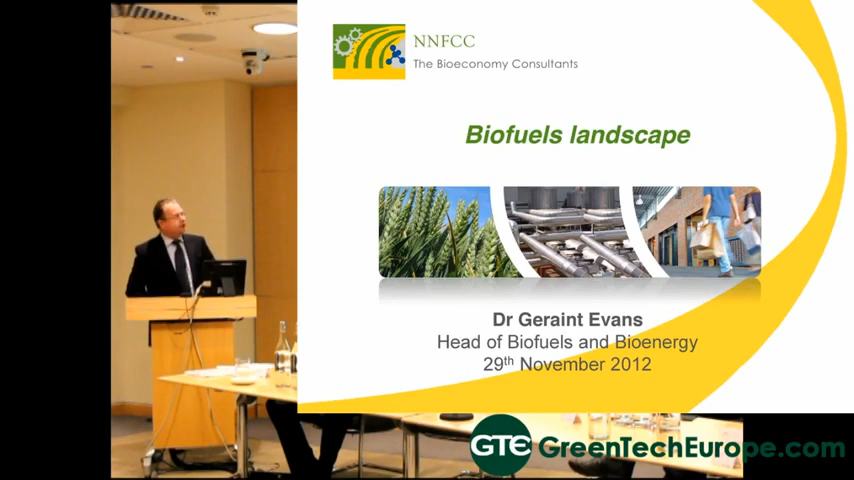 NNFCC
The Bioeconomy Consultants
Biofuels landscape
Dr Geraint Evans
Head of Biofuels and Bioenergy
29th November 2012
GTE GreenTechEurope.com